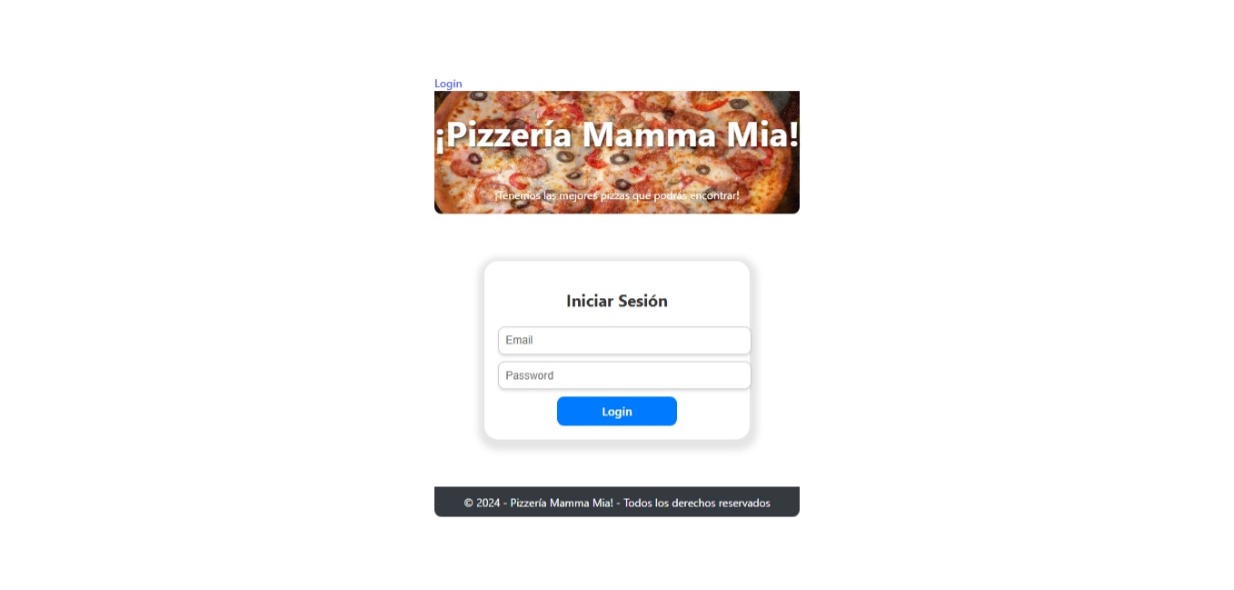 Login
¡Pizzería Mamma Mia!
¡Tenemos las mejores pizzas que podrás encontrar!
Iniciar Sesión
Email
Password
Login
© 2024 - Pizzería Mamma Mia! - Todos los derechos reservados